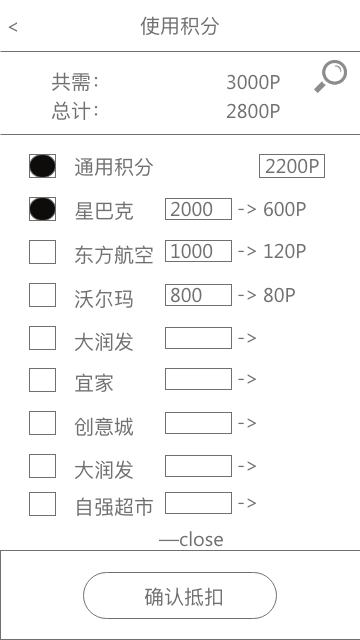 < 使用积分
共需： 3000P
总计： 2800P
通用积分 2200P
星巴克 2000 -> 600P
东方航空 1000 -> 120P
沃尔玛 800 -> 80P
大润发 ->
宜家 ->
创意城 ->
大润发 ->
自强超市 ->
—close
确认抵扣